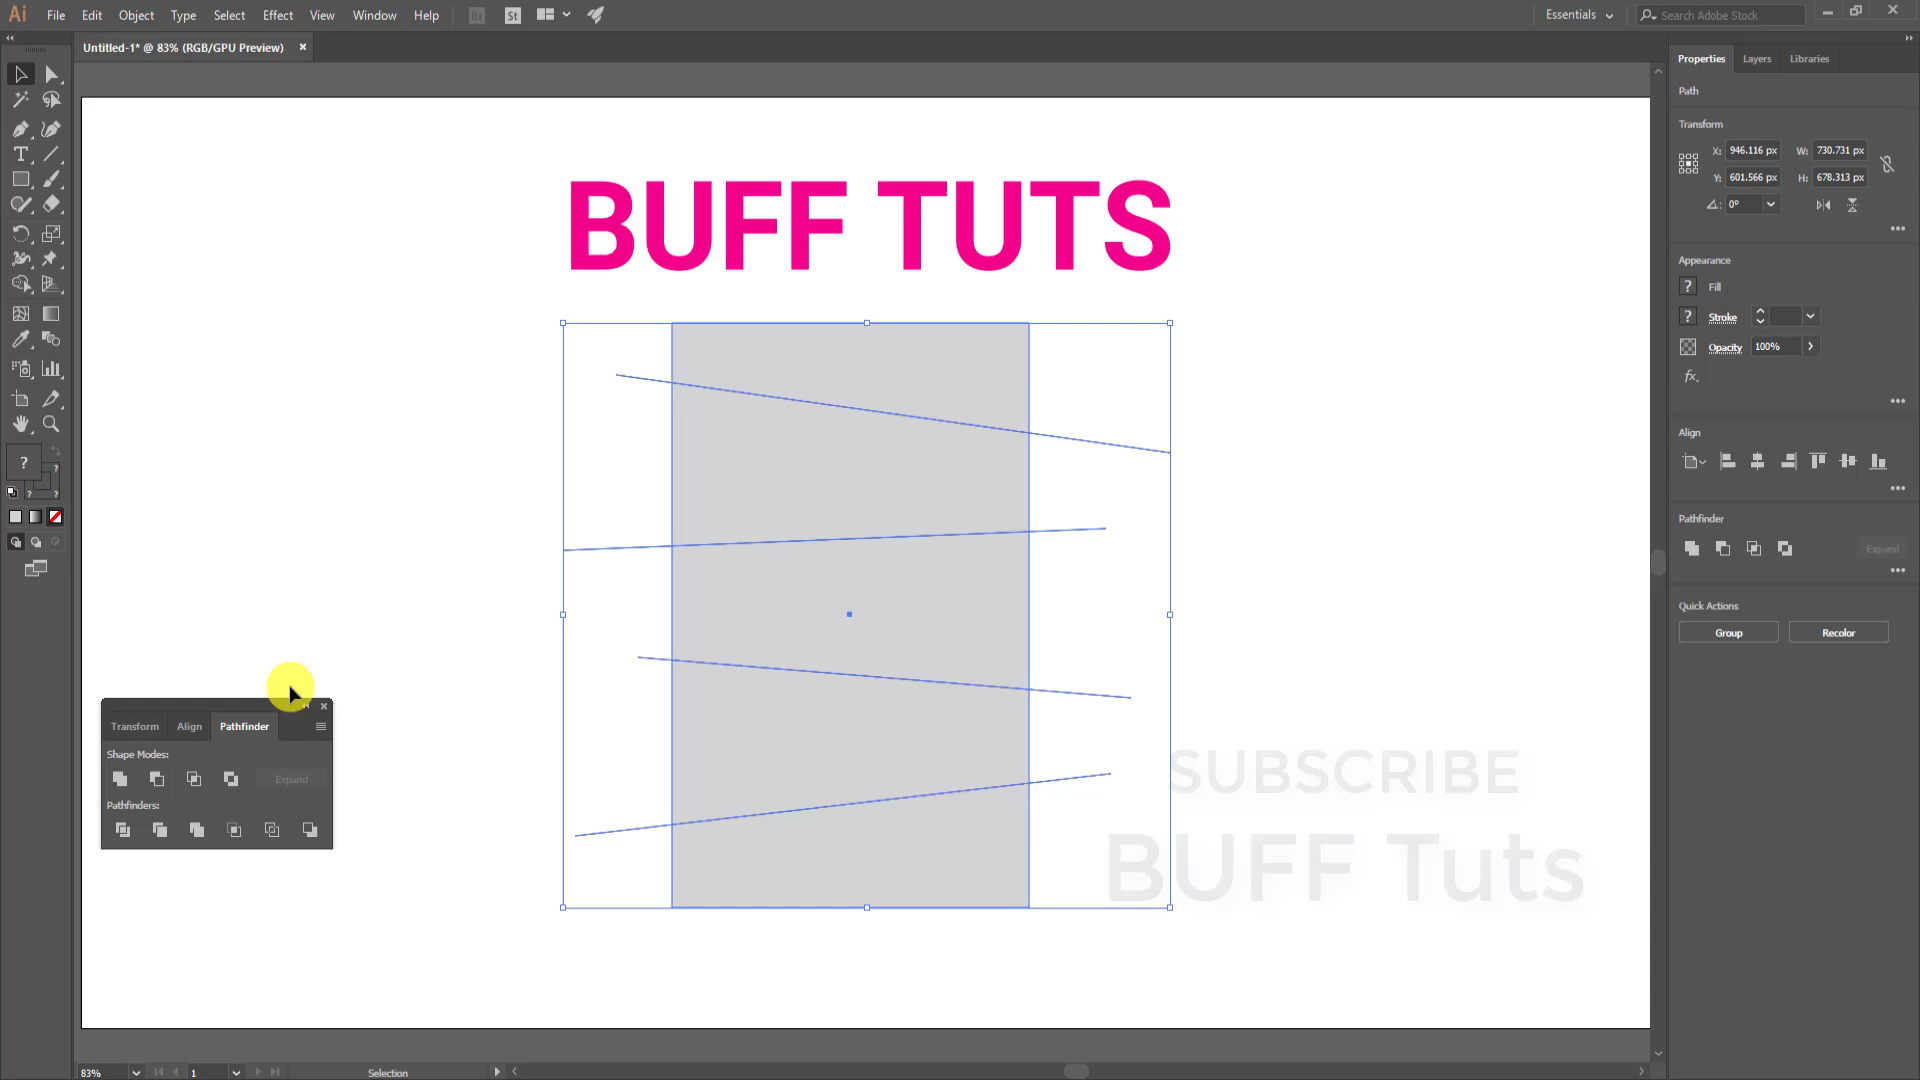 Ai File Edit Object Type Select Effect View Window Help Br St Essentials Search Adobe Stock
Untitled-1* @ 83% (RGB/GPU Preview)
Properties Layers Libraries
Path
Transform
X: 946.116 px W: 730.731 px
Y: 601.566 px H: 678.313 px
0°
Appearance
? Fill
? Stroke
Opacity 100%
fx.
Align
Pathfinder
Expand
Quick Actions
Group Recolor
BUFF TUTS
?
?
? ?
Transform Align Pathfinder
Shape Modes:
Expand
Pathfinders:
SUBSCRIBE
BUFF Tuts
83% 1 Selection